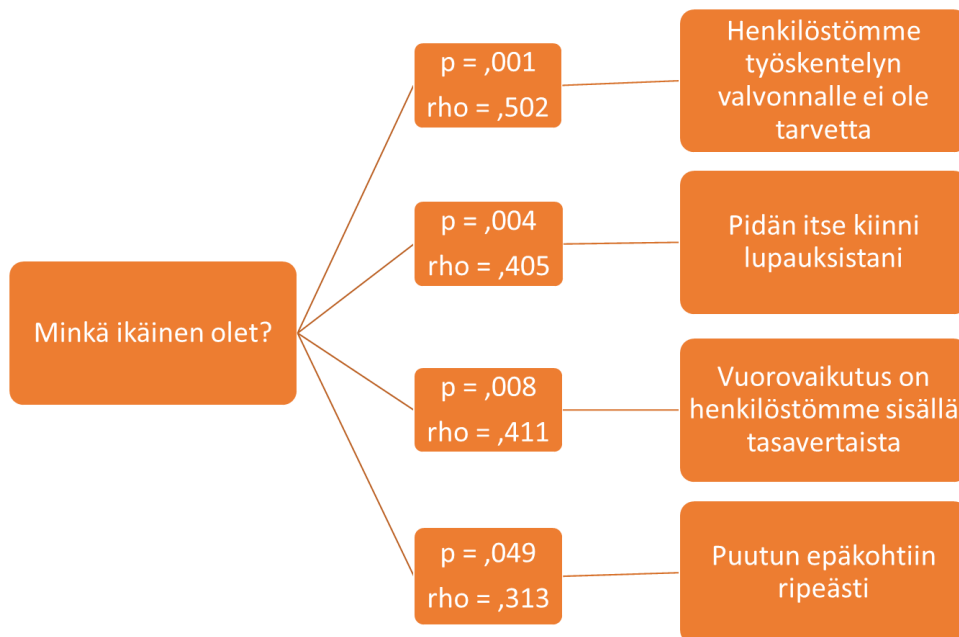 Minkä ikäinen olet?
p = ,001
rho = ,502
Henkilöstömme
työskentelyn
valvonnalle ei ole
tarvetta
p = ,004
rho = ,405
Pidän itse kiinni
lupauksistani
p = ,008
rho = ,411
Vuorovaikutus on
henkilöstömme sisällä
tasavertaista
p = ,049
rho = ,313
Puutun epäkohtiin
ripeästi